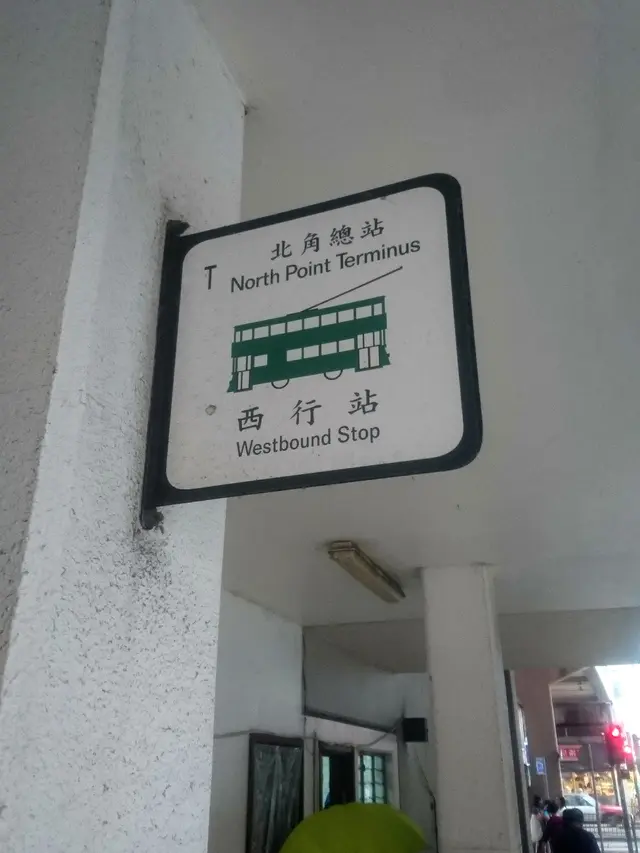 北角總站
T North Point Terminus
西行站
Westbound Stop